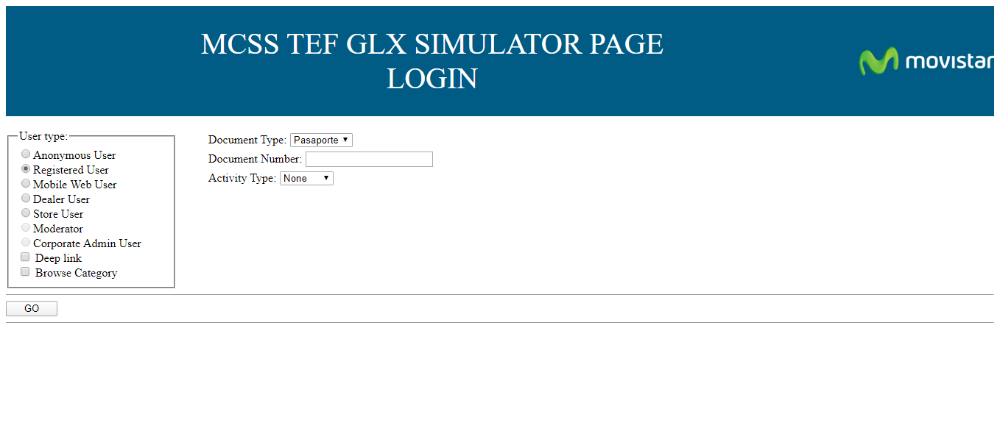 MCSS TEF GLX SIMULATOR PAGE
LOGIN
movistar
User type:
Anonymous User
Registered User
Mobile Web User
Dealer User
Store User
Moderator
Corporate Admin User
Deep link
Browse Category
Document Type: Pasaporte
Document Number:
Activity Type: None
GO